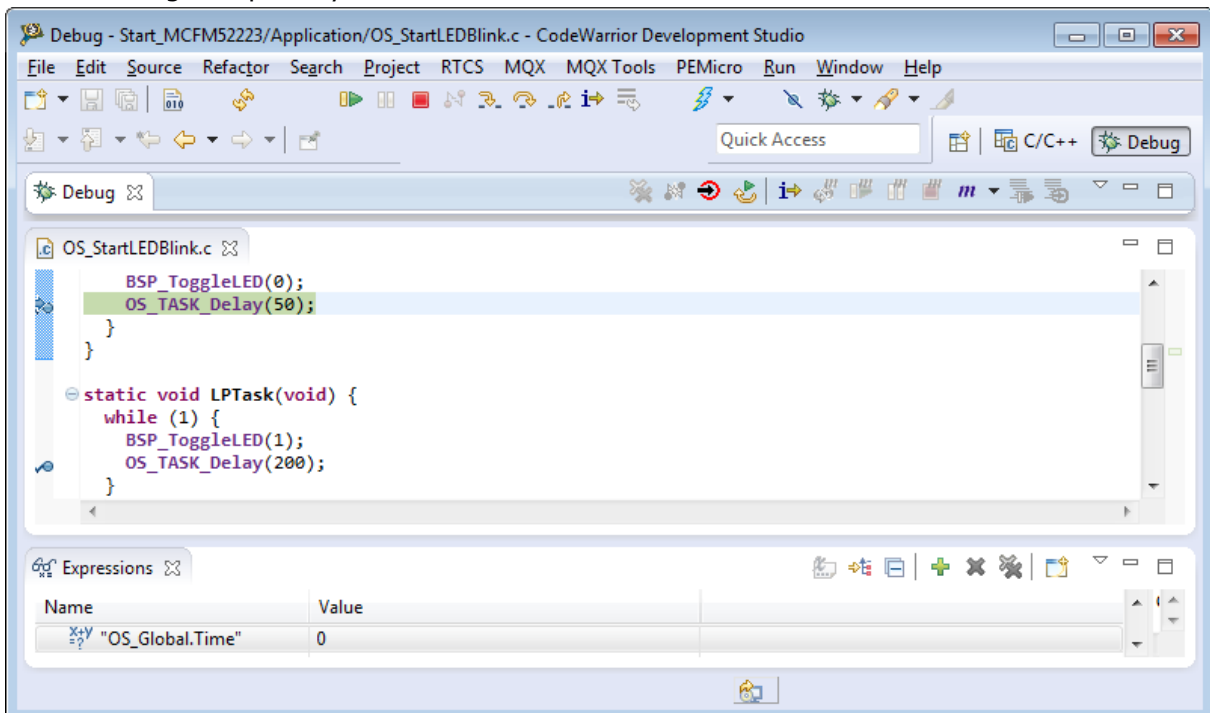 Debug - Start_MCFM52223/Application/OS_StartLEDBlink.c - CodeWarrior Development Studio
File Edit Source Refactor Search Project RTCS MQX MQX Tools PEMicro Run Window Help
010
Quick Access C/C++ Debug
Debug m
.c OS_StartLEDBlink.c
BSP_ToggleLED(0);
OS_TASK_Delay(50);
}
}
static void LPTask(void) {
while (1) {
BSP_ToggleLED(1);
OS_TASK_Delay(200);
}
Expressions
Name Value
x+y =? "OS_Global.Time" 0